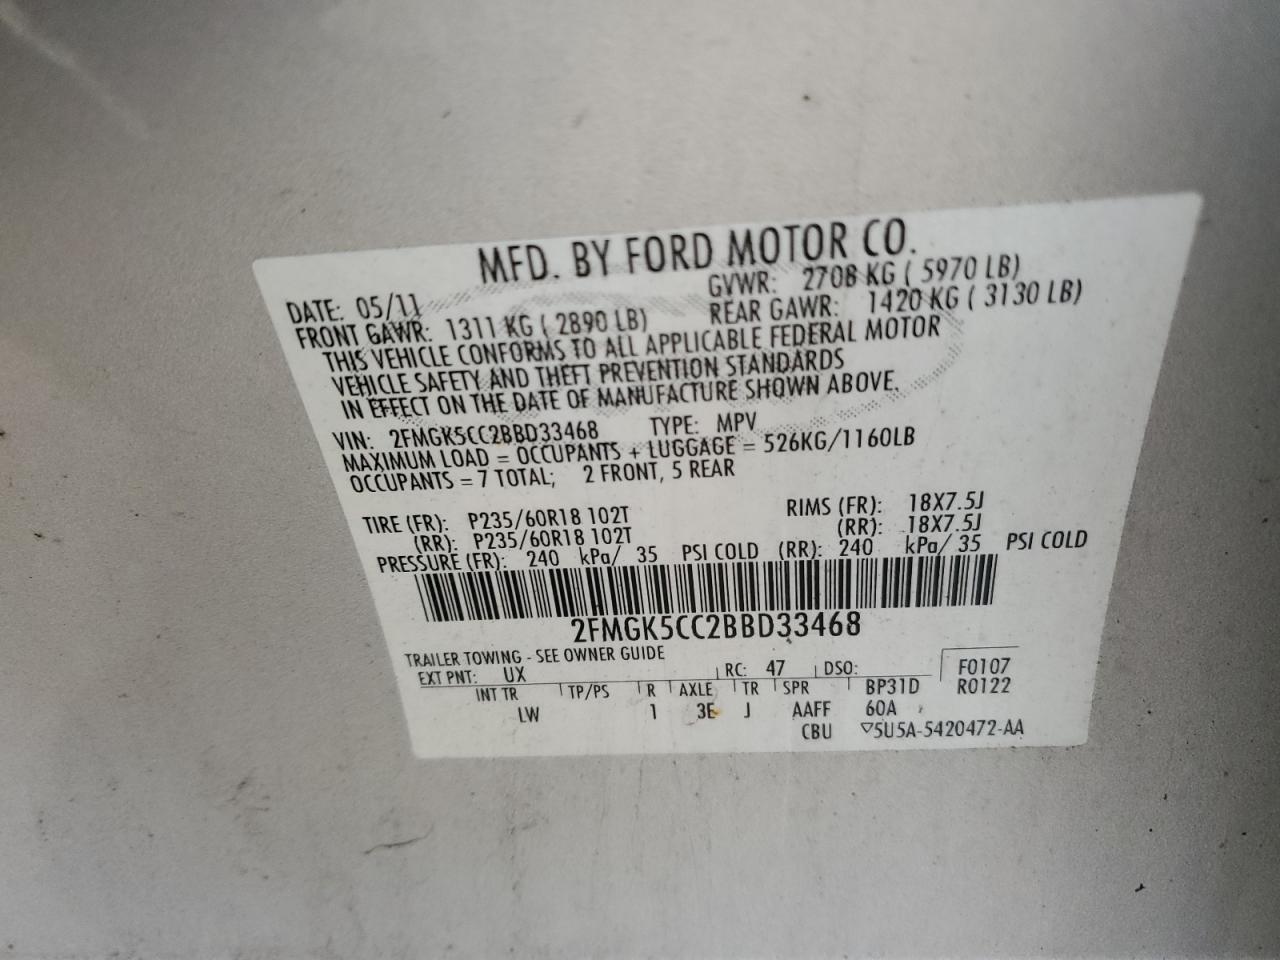 MFD. BY FORD MOTOR CO.
DATE: 05/11 GVWR: 2708 KG ( 5970 LB)
FRONT GAWR: 1311 KG ( 2890 LB) REAR GAWR: 1420 KG ( 3130 LB)
THIS VEHICLE CONFORMS TO ALL APPLICABLE FEDERAL MOTOR
VEHICLE SAFETY AND THEFT PREVENTION STANDARDS
IN EFFECT ON THE DATE OF MANUFACTURE SHOWN ABOVE.
VIN: 2FMGK5CC2BBD33468 TYPE: MPV
MAXIMUM LOAD = OCCUPANTS + LUGGAGE = 526KG/1160LB
OCCUPANTS = 7 TOTAL; 2 FRONT, 5 REAR
TIRE (FR): P235/60R18 102T RIMS (FR): 18X7.5J
(RR): P235/60R18 102T (RR): 18X7.5J
PRESSURE (FR): 240 kPa/ 35 PSI COLD (RR): 240 kPa/ 35 PSI COLD
2FMGK5CC2BBD33468
TRAILER TOWING - SEE OWNER GUIDE
EXT PNT: UX RC: 47 DSO: F0107
INT TR TP/PS R AXLE TR SPR BP31D R0122
LW 1 3E J AAFF 60A
CBU ▽5U5A-5420472-AA